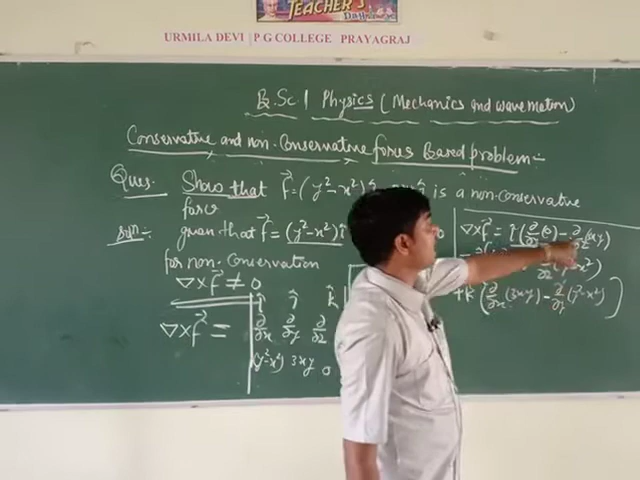 TEACHER'S
URMILA DEVI | P G COLLEGE PRAYAGRAJ
B.Sc I Physics (Mechanics and wave motion)
Conservative and non-Conservative forces Based problem:-
Ques. Show that f⃗ = (y²-x²)î is a non-Conservative
force
Solⁿ: given that f⃗ = (y²-x²)î
for non-Conservation
∇×f⃗ ≠ 0
î ĵ k̂
∇×f⃗ = ∂/∂x ∂/∂y ∂/∂z
(y²-x²) 3xy 0
∇×f⃗ = î (∂/∂y (0) - ∂/∂z
+k̂ (∂/∂x (3xy) - ∂/∂y (y²-x²))